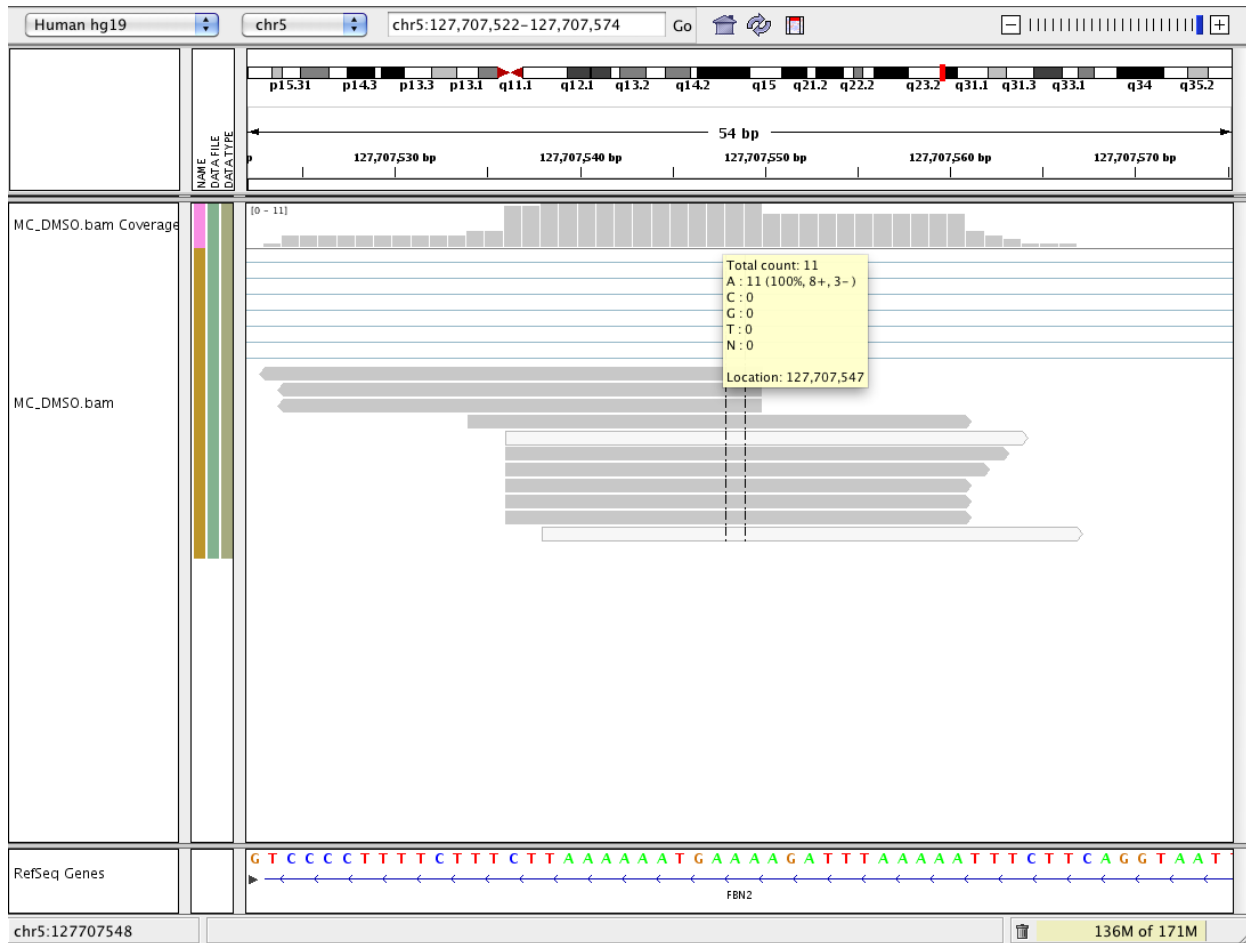 Human hg19 chr5 chr5:127,707,522-127,707,574 Go
p15.31 p14.3 p13.3 p13.1 q11.1 q12.1 q13.2 q14.2 q15 q21.2 q22.2 q23.2 q31.1 q31.3 q33.1 q34 q35.2
54 bp
p 127,707,530 bp 127,707,540 bp 127,707,550 bp 127,707,560 bp 127,707,570 bp
NAME
DATA FILE
DATA TYPE
[0 - 11]
MC_DMSO.bam Coverage
Total count: 11
A : 11 (100%, 8+, 3- )
C : 0
G : 0
T : 0
N : 0
Location: 127,707,547
MC_DMSO.bam
G T C C C C T T T T C T T T C T T A A A A A A T G A A A A G A T T T A A A A A T T T C T T C A G G T A A T T
RefSeq Genes
FBN2
chr5:127707548 136M of 171M